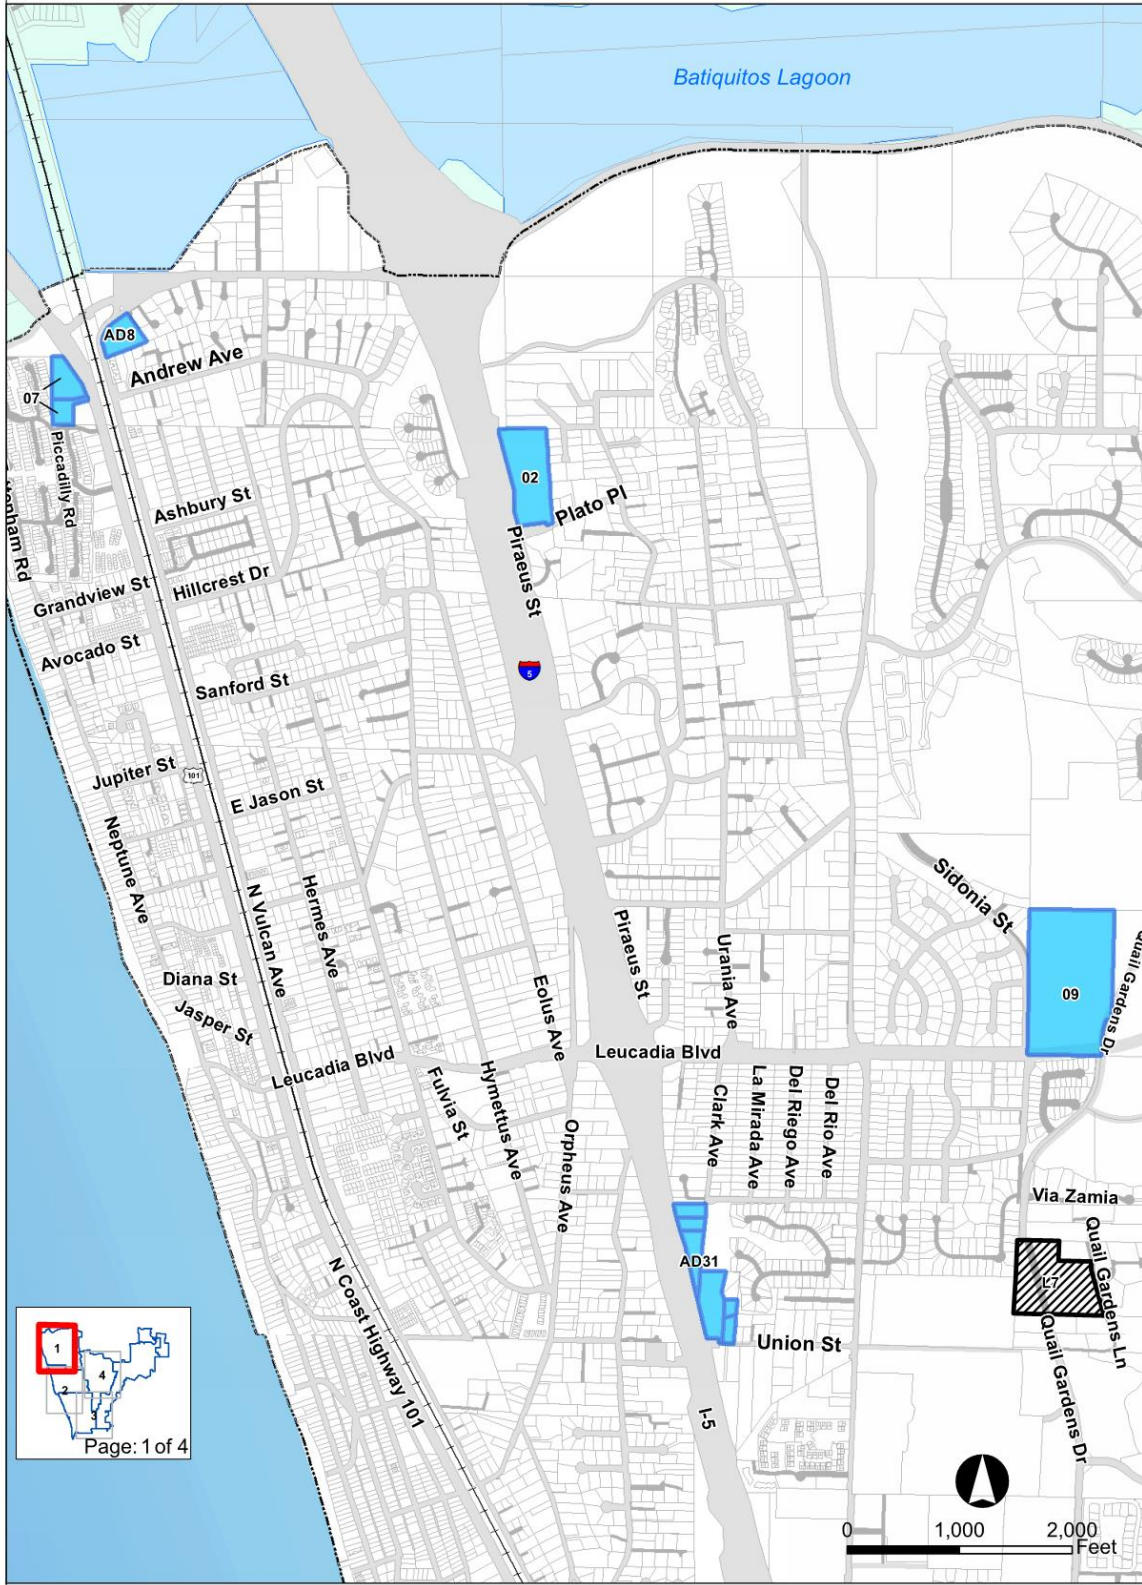 Batiquitos Lagoon
AD8
Andrew Ave
07
Piccadilly Rd
02
Plato Pl
Ashbury St
Piraeus St
Hillcrest Dr
Grandview St
Avocado St
5
Sanford St
Jupiter St
101
E Jason St
Neptune Ave
Sidonia St
Hermes Ave
N Vulcan Ave
Piraeus St
Urania Ave
Quail Gardens Dr
Diana St
09
Eolus Ave
Jasper St
Leucadia Blvd
Leucadia Blvd
Fulvia St
Hymettus Ave
Orpheus Ave
Clark Ave
La Mirada Ave
Del Riego Ave
Del Rio Ave
Via Zamia
AD31
L7
Quail Gardens Ln
N Coast Highway 101
Union St
Quail Gardens Dr
I-5
1
4
2
3
Page: 1 of 4
0 1,000 2,000
Feet